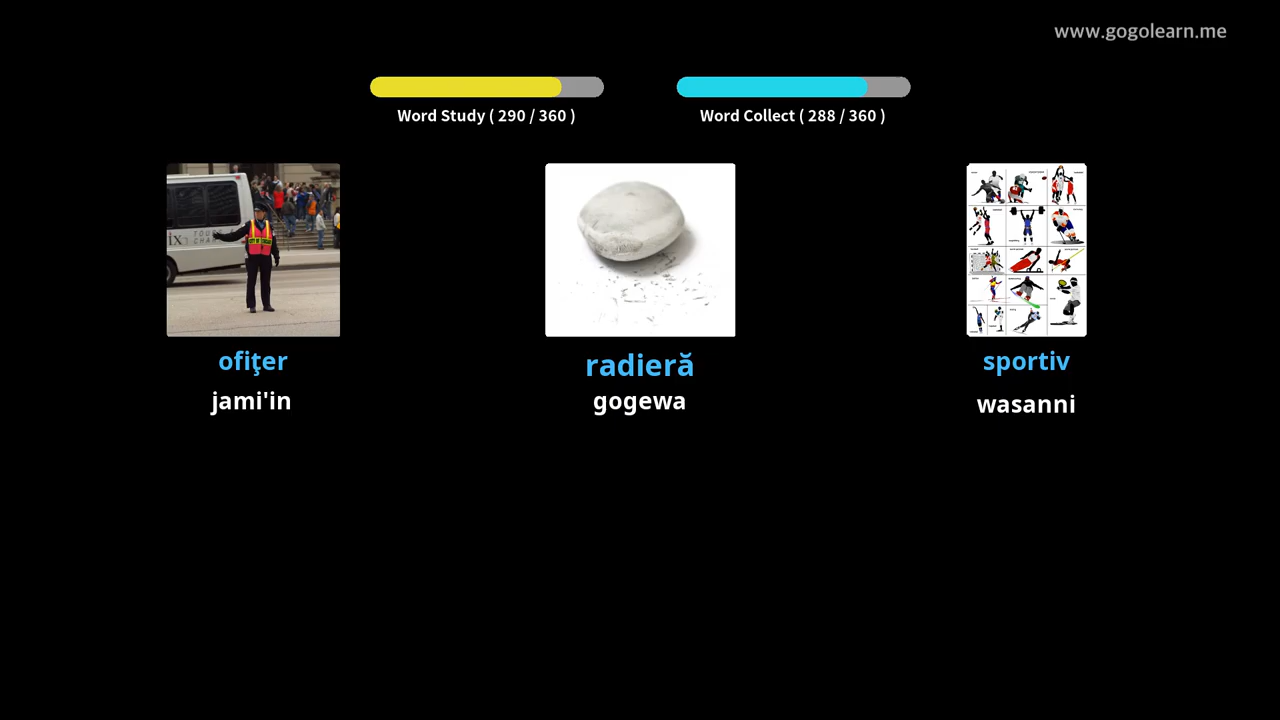 www.gogolearn.me
Word Study ( 290 / 360 )
Word Collect ( 288 / 360 )
ofiţer
radieră
sportiv
jami'in
gogewa
wasanni